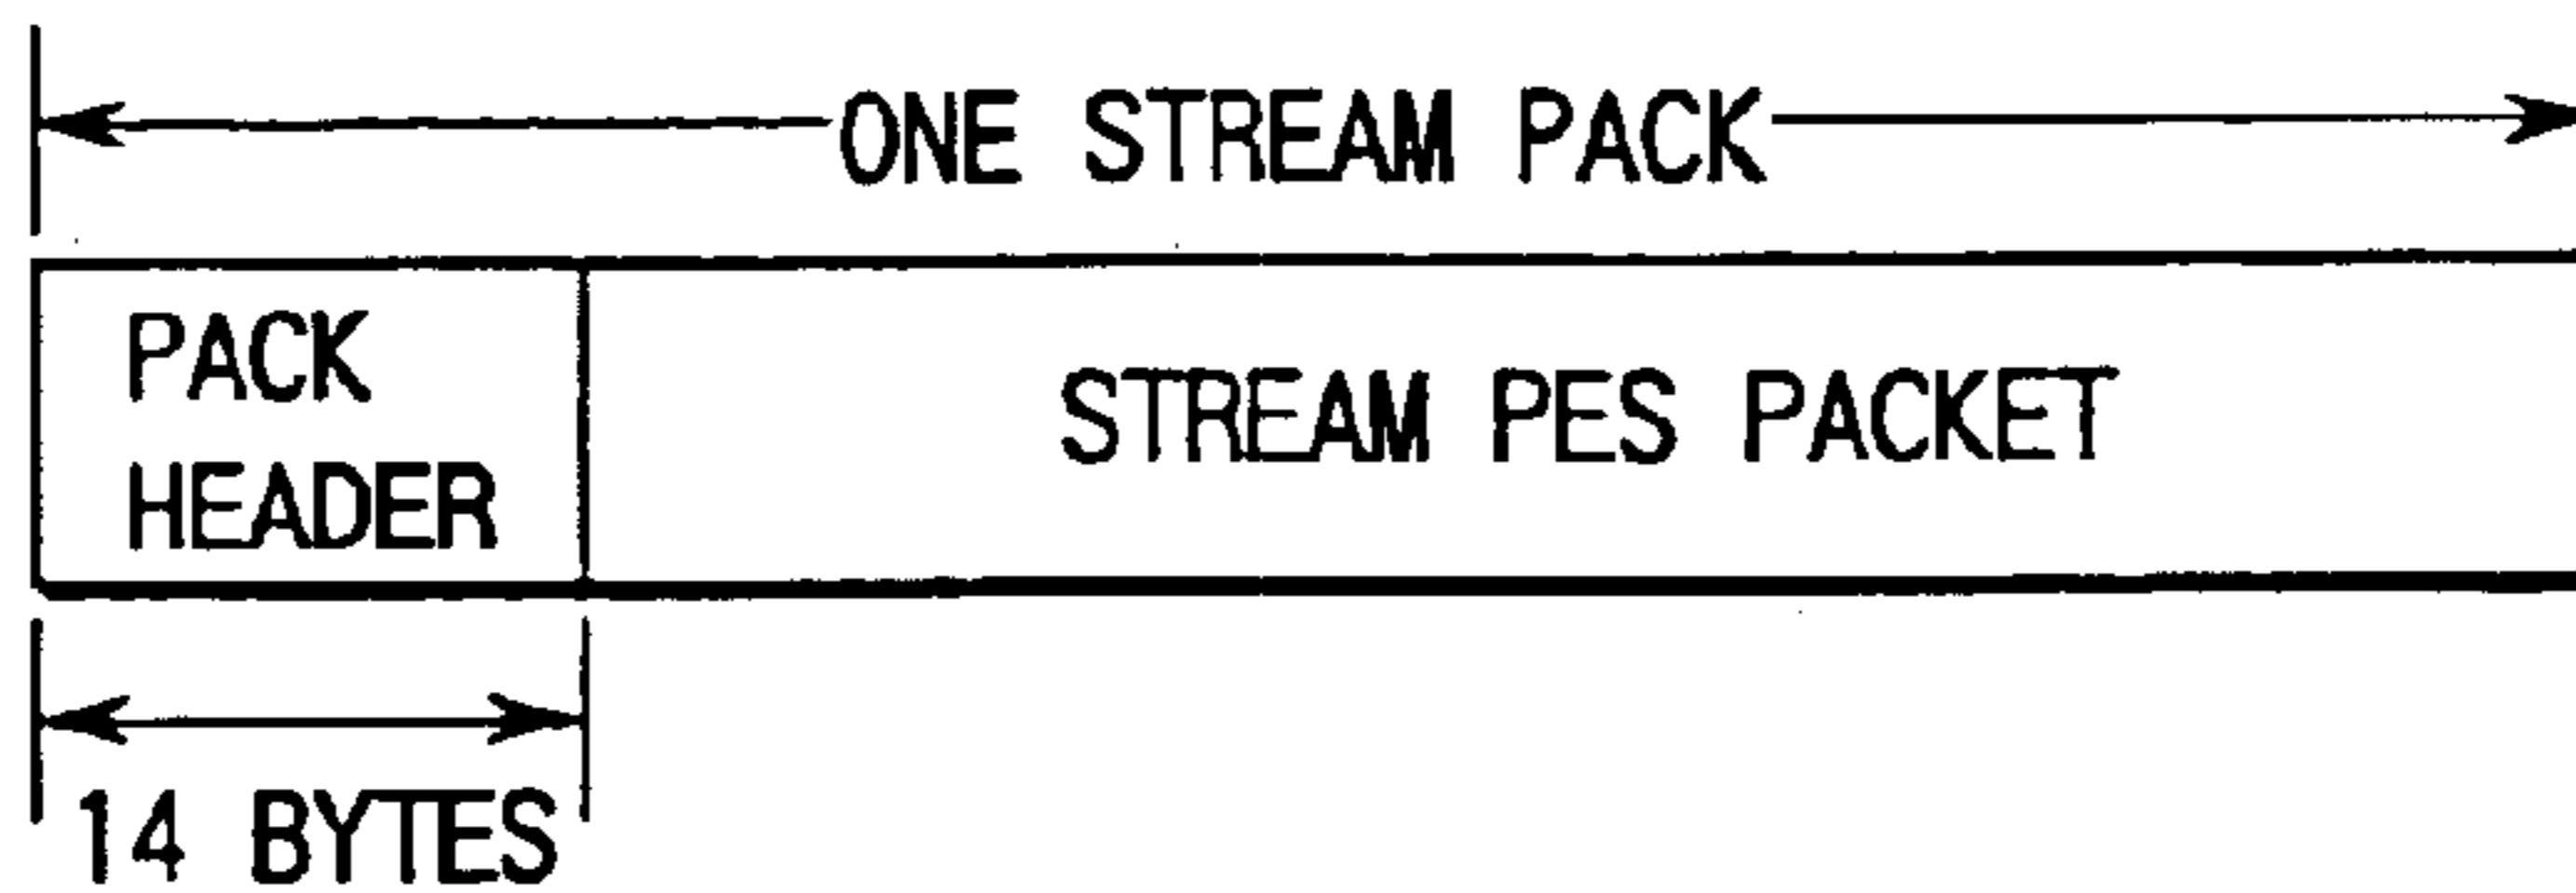 ONE STREAM PACK
PACK
HEADER
STREAM PES PACKET
14 BYTES